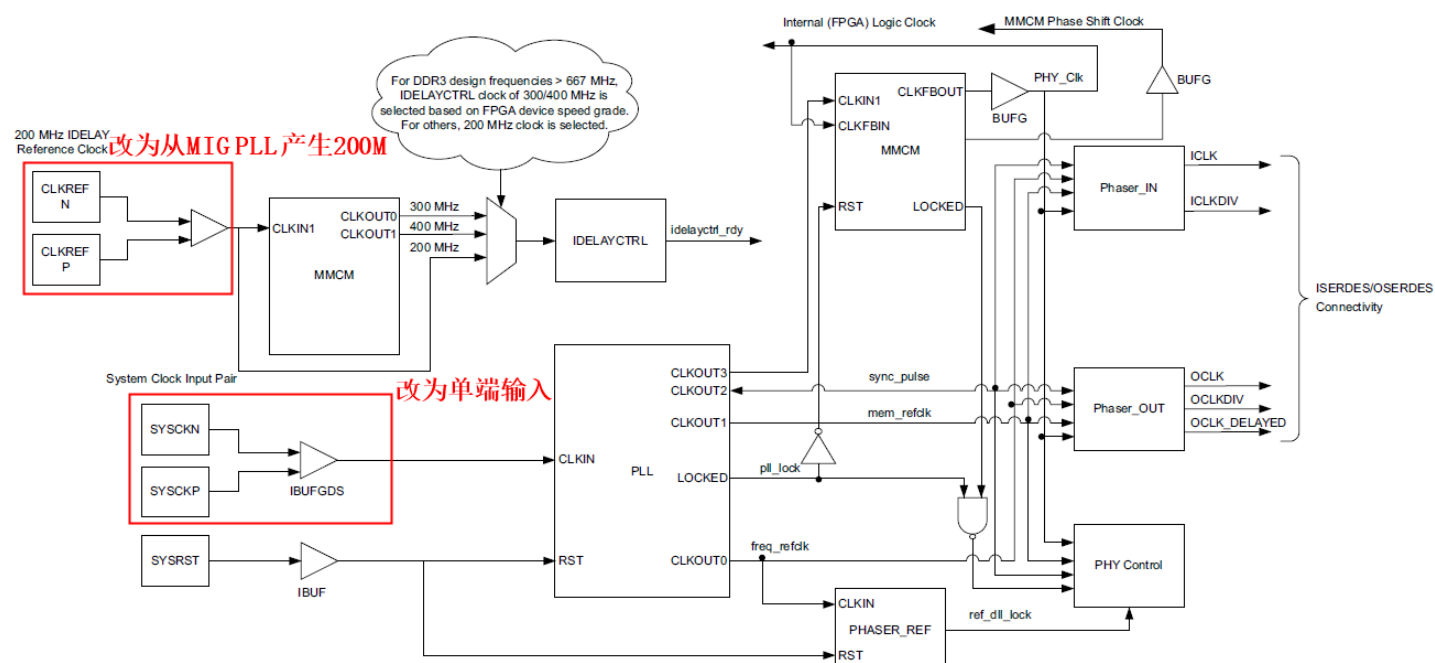 Internal (FPGA) Logic Clock
MMCM Phase Shift Clock
For DDR3 design frequencies > 667 MHz,
IDELAYCTRL clock of 300/400 MHz is
selected based on FPGA device speed grade.
For others, 200 MHz clock is selected.
CLKIN1
CLKFBOUT
CLKFBIN
MMCM
RST
LOCKED
BUFG
PHY_Clk
BUFG
200 MHz IDELAY
Reference Clock
改为从MIG PLL 产生200M
CLKREF
N
CLKREF
P
CLKIN1
CLKOUT0
CLKOUT1
MMCM
300 MHz
400 MHz
200 MHz
IDELAYCTRL
idelayctrl_rdy
Phaser_IN
ICLK
ICLKDIV
ISERDES/OSERDES
Connectivity
System Clock Input Pair
改为单端输入
SYSCKN
SYSCKP
IBUFGDS
CLKIN
PLL
RST
CLKOUT3
CLKOUT2
CLKOUT1
LOCKED
CLKOUT0
sync_pulse
mem_refclk
pll_lock
freq_refclk
Phaser_OUT
OCLK
OCLKDIV
OCLK_DELAYED
SYSRST
IBUF
PHY Control
CLKIN
PHASER_REF
RST
ref_dll_lock